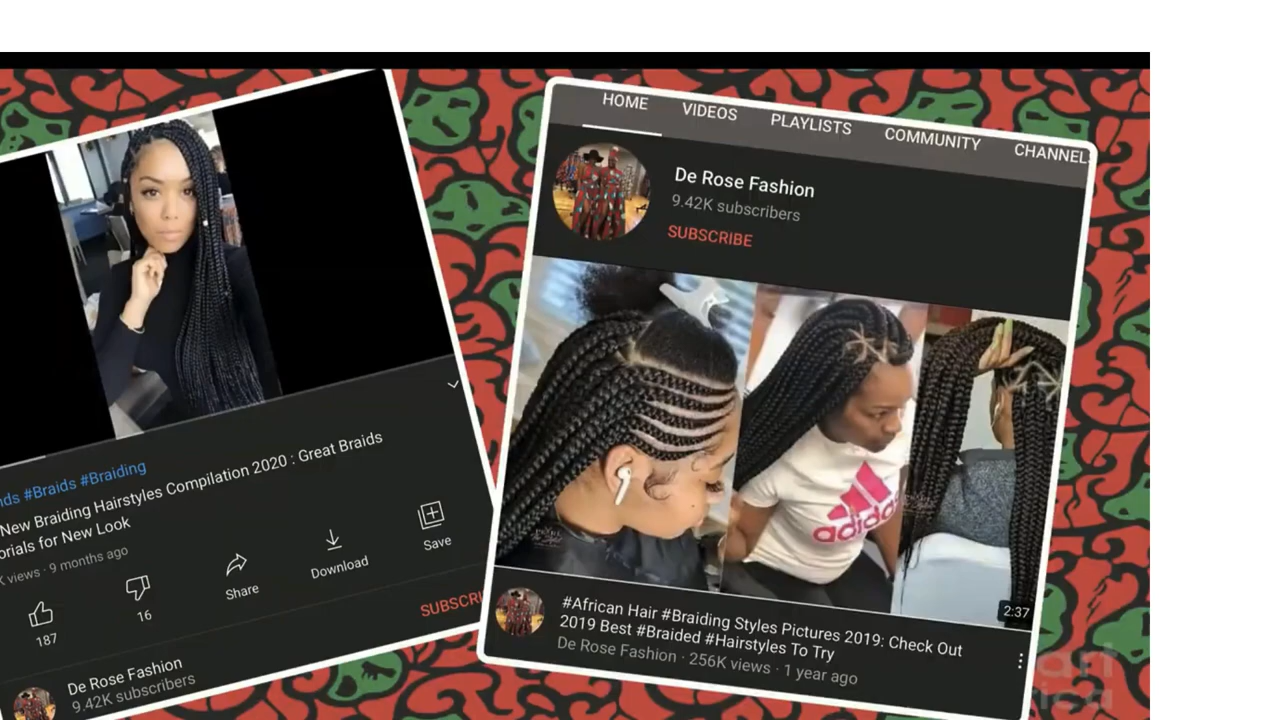 nds #Braids #Braiding
New Braiding Hairstyles Compilation 2020 : Great Braids
orials for New Look
K views · 9 months ago
187
16
Share
Download
Save
SUBSCRI
De Rose Fashion
9.42K subscribers
HOME VIDEOS PLAYLISTS COMMUNITY CHANNELS
De Rose Fashion
9.42K subscribers
SUBSCRIBE
adidas
2:37
#African Hair #Braiding Styles Pictures 2019: Check Out
2019 Best #Braided #Hairstyles To Try
De Rose Fashion · 256K views · 1 year ago